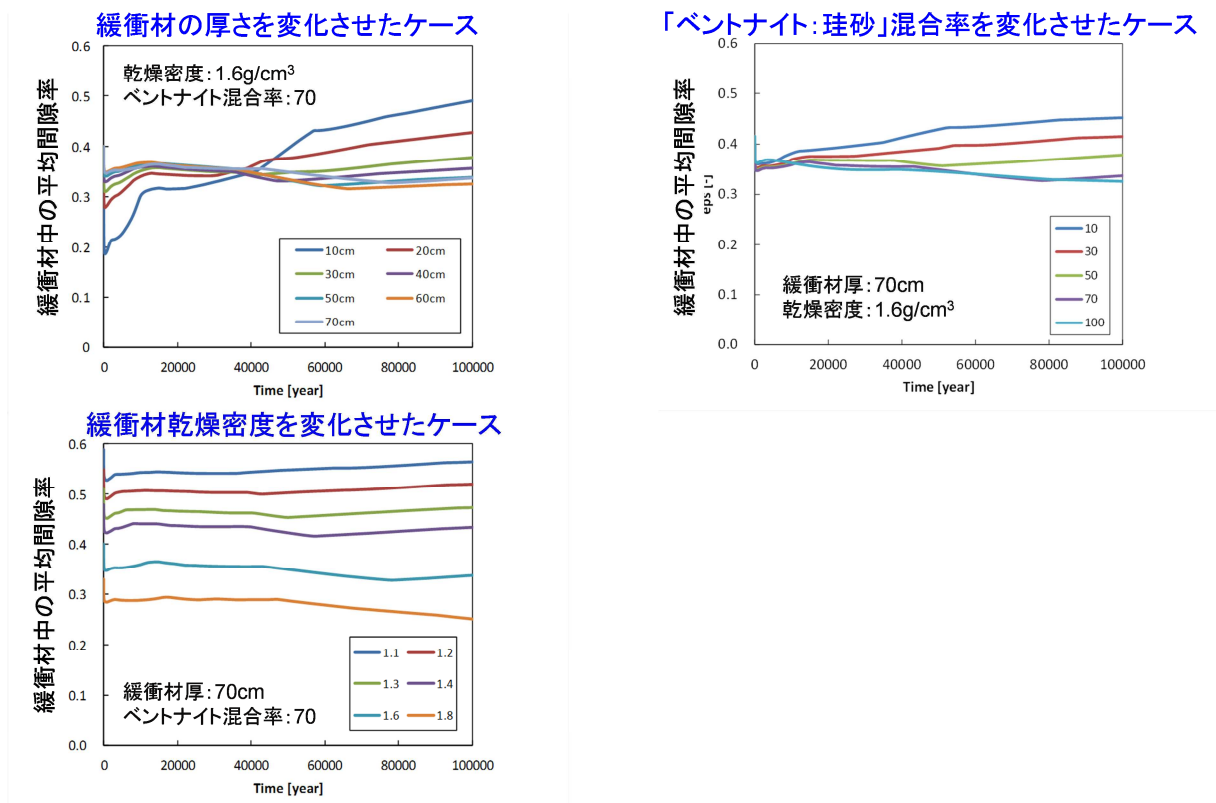 緩衝材の厚さを変化させたケース
緩衝材中の平均間隙率
0.6
0.5
0.4
0.3
0.2
0.1
0
乾燥密度：1.6g/cm3
ベントナイト混合率：70
10cm 20cm
30cm 40cm
50cm 60cm
70cm
0 20000 40000 60000 80000 100000
Time [year]
「ベントナイト：珪砂」混合率を変化させたケース
緩衝材中の平均間隙率
eps [-]
0.6
0.5
0.4
0.3
0.2
0.1
0.0
10
30
50
70
100
緩衝材厚：70cm
乾燥密度：1.6g/cm3
0 20000 40000 60000 80000 100000
Time [year]
緩衝材乾燥密度を変化させたケース
緩衝材中の平均間隙率
0.6
0.5
0.4
0.3
0.2
0.1
0.0
1.1 1.2
1.3 1.4
1.6 1.8
緩衝材厚：70cm
ベントナイト混合率：70
0 20000 40000 60000 80000 100000
Time [year]